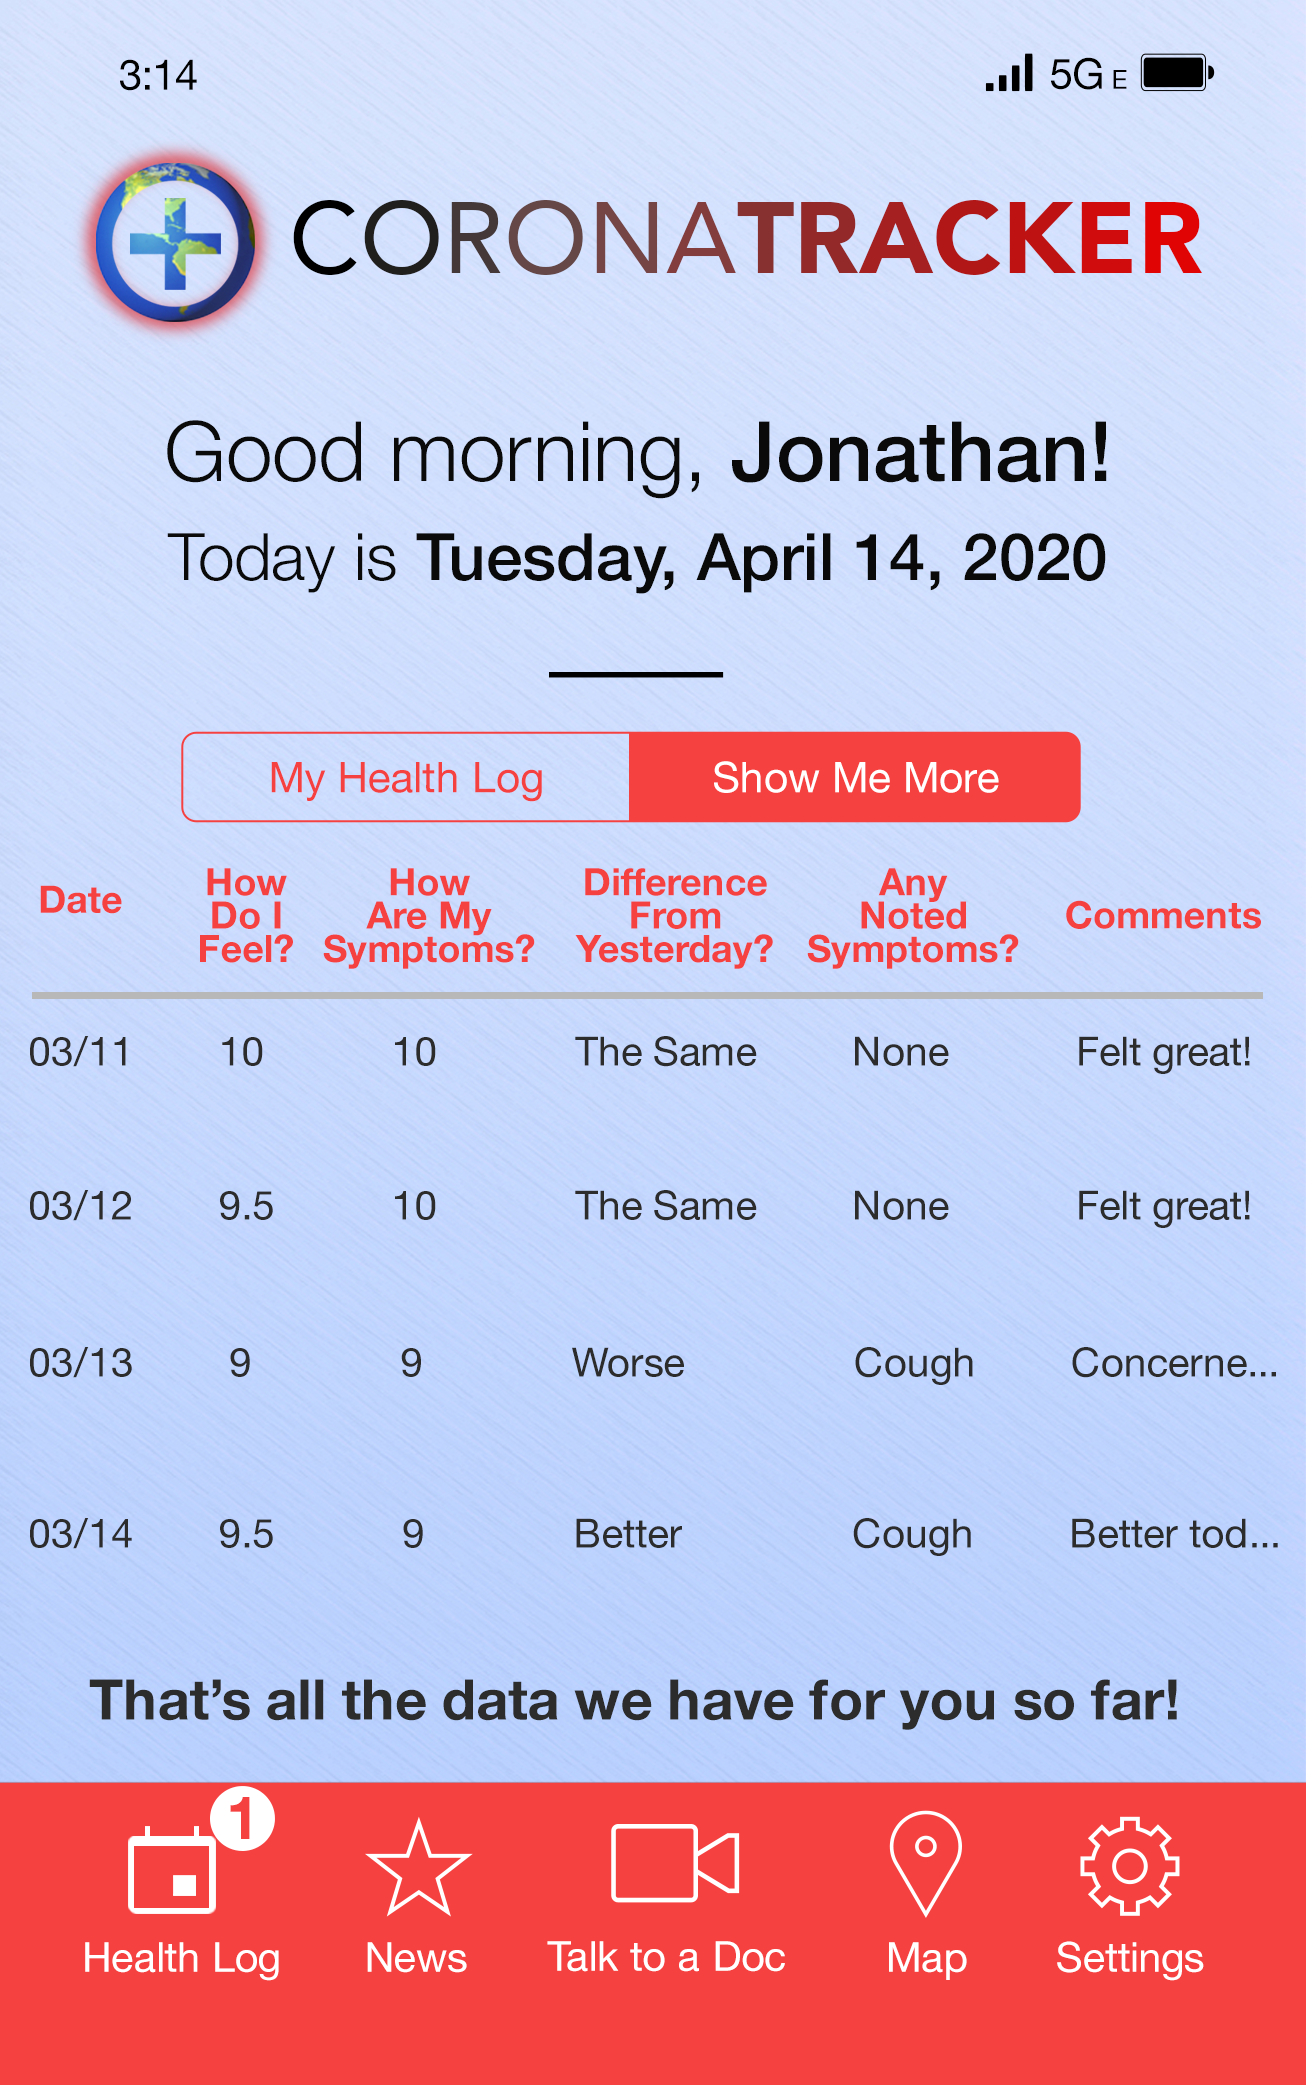 3:14 5G E
CORONATRACKER
Good morning, Jonathan!
Today is Tuesday, April 14, 2020
My Health Log Show Me More
Date How Do I Feel? How Are My Symptoms? Difference From Yesterday? Any Noted Symptoms? Comments
03/11 10 10 The Same None Felt great!
03/12 9.5 10 The Same None Felt great!
03/13 9 9 Worse Cough Concerne...
03/14 9.5 9 Better Cough Better tod...
That's all the data we have for you so far!
1
Health Log News Talk to a Doc Map Settings